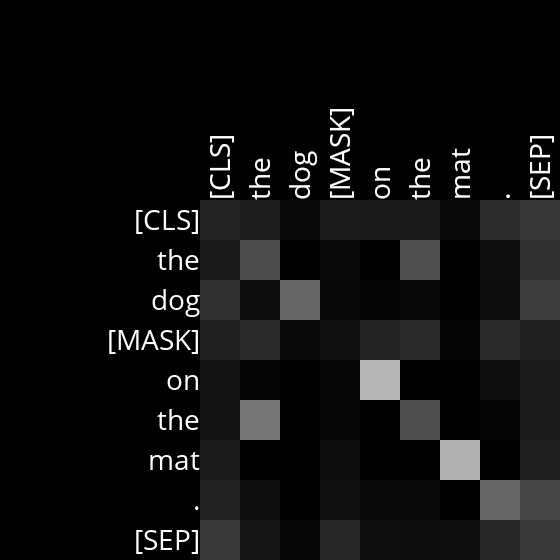 [CLS] the dog [MASK] on the mat . [SEP]
[CLS]
the
dog
[MASK]
on
the
mat
.
[SEP]